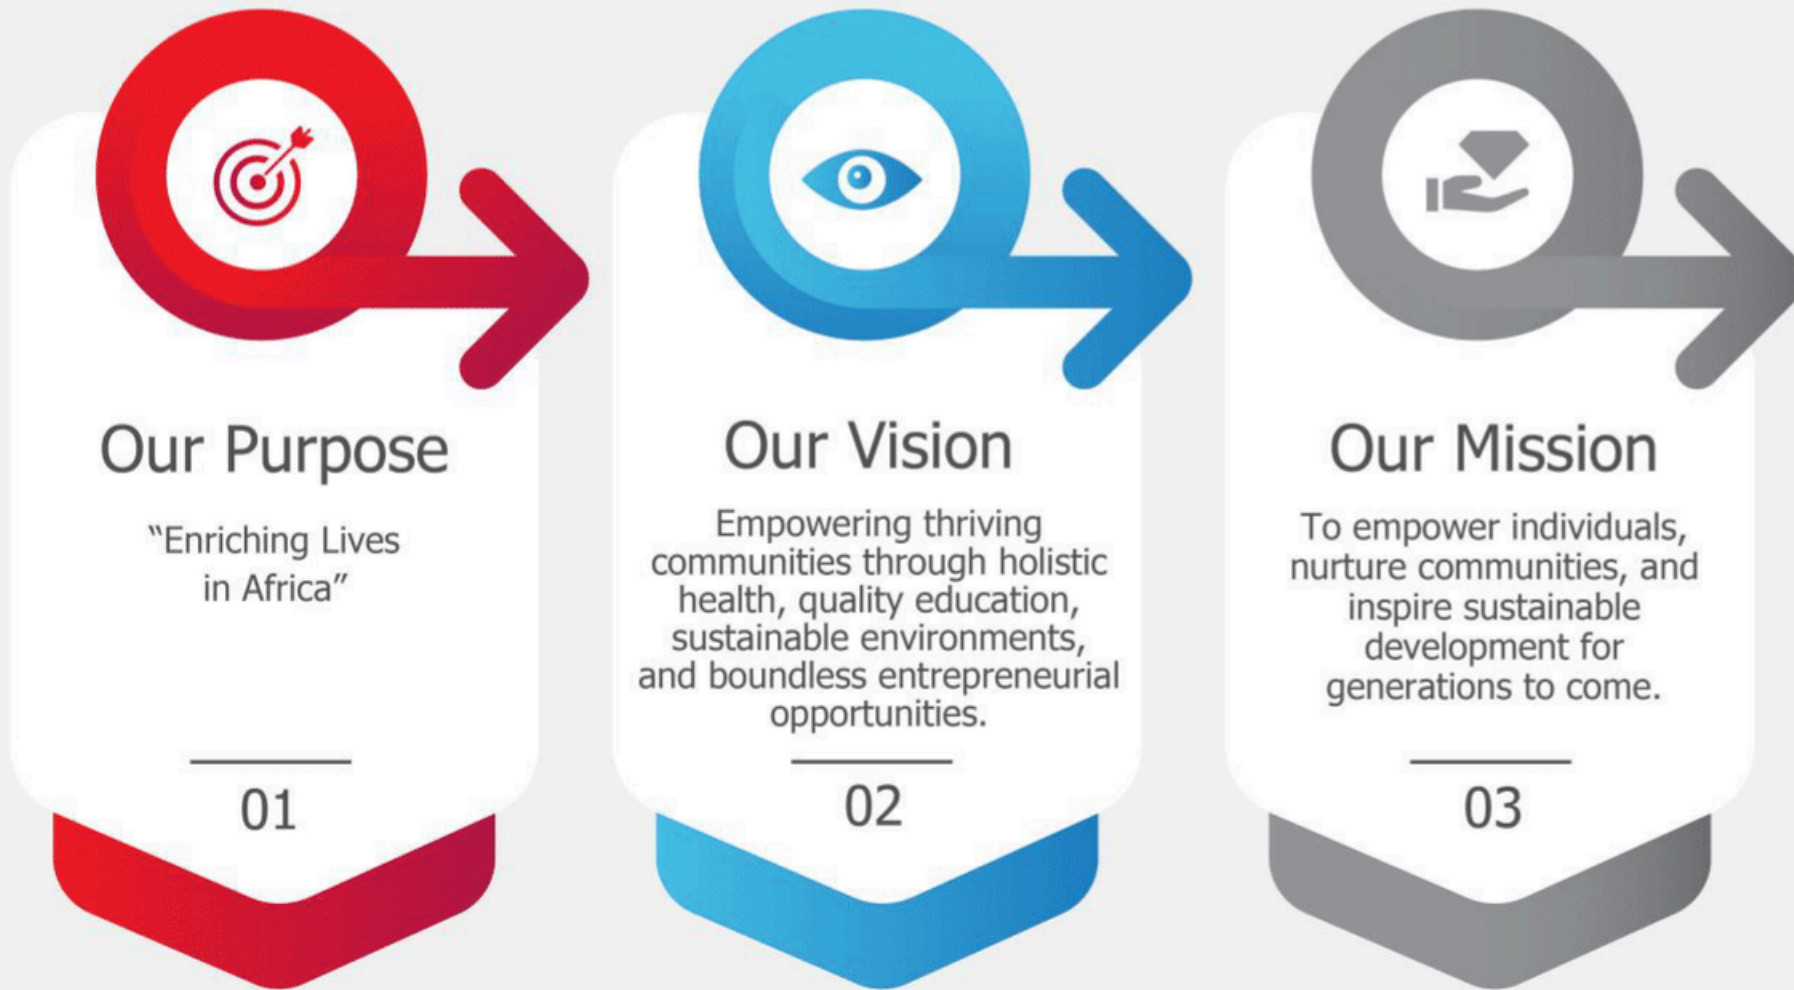 Our Purpose
“Enriching Lives
in Africa”
01
Our Vision
Empowering thriving
communities through holistic
health, quality education,
sustainable environments,
and boundless entrepreneurial
opportunities.
02
Our Mission
To empower individuals,
nurture communities, and
inspire sustainable
development for
generations to come.
03